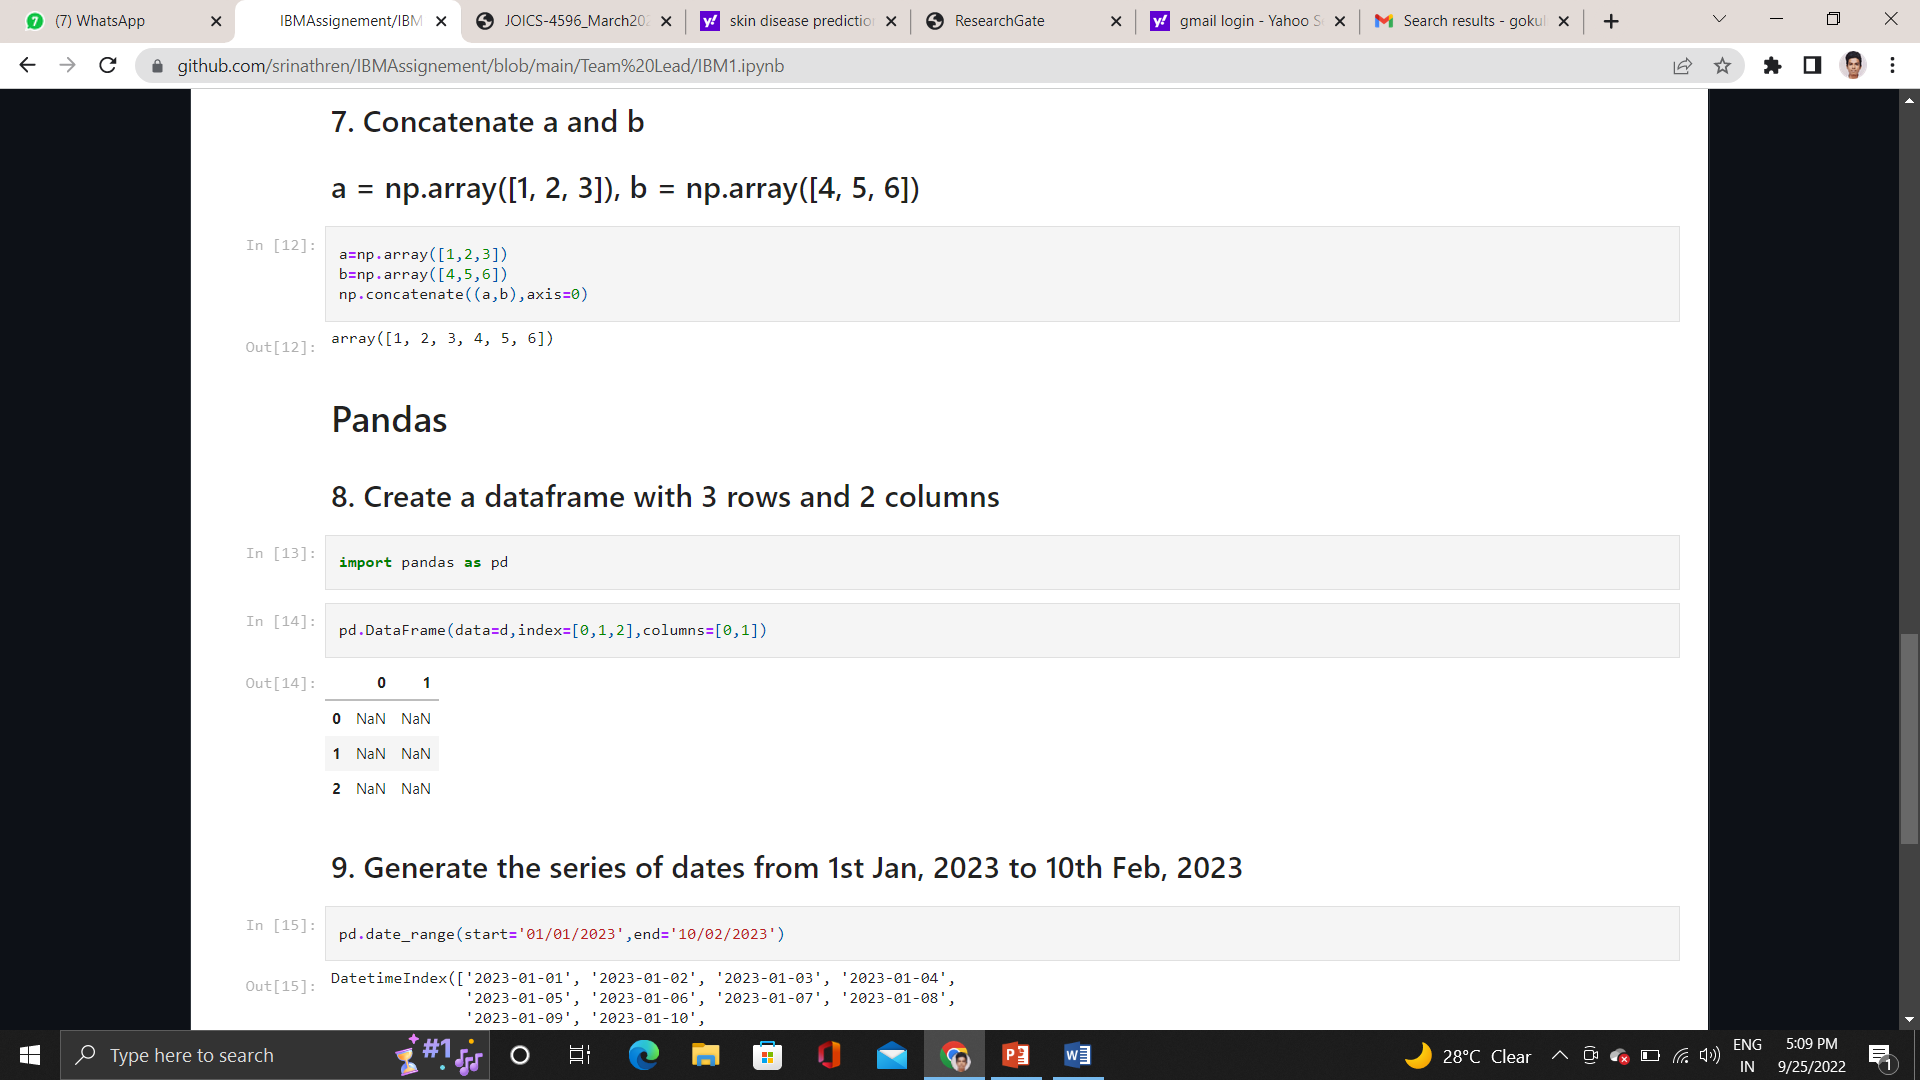 (7) WhatsApp
IBMAssignement/IBM
JOICS-4596_March202
skin disease predictio
ResearchGate
gmail login - Yahoo S
Search results - gokul
github.com/srinathren/IBMAssignement/blob/main/Team%20Lead/IBM1.ipynb
7. Concatenate a and b
a = np.array([1, 2, 3]), b = np.array([4, 5, 6])
In [12]:
a=np.array([1,2,3])
b=np.array([4,5,6])
np.concatenate((a,b),axis=0)
Out[12]:
array([1, 2, 3, 4, 5, 6])
Pandas
8. Create a dataframe with 3 rows and 2 columns
In [13]:
import pandas as pd
In [14]:
pd.DataFrame(data=d,index=[0,1,2],columns=[0,1])
Out[14]:
0 1
0 NaN NaN
1 NaN NaN
2 NaN NaN
9. Generate the series of dates from 1st Jan, 2023 to 10th Feb, 2023
In [15]:
pd.date_range(start='01/01/2023',end='10/02/2023')
Out[15]:
DatetimeIndex(['2023-01-01', '2023-01-02', '2023-01-03', '2023-01-04',
'2023-01-05', '2023-01-06', '2023-01-07', '2023-01-08',
'2023-01-09', '2023-01-10',
Type here to search
#1
28°C Clear
ENG
IN
5:09 PM
9/25/2022
1